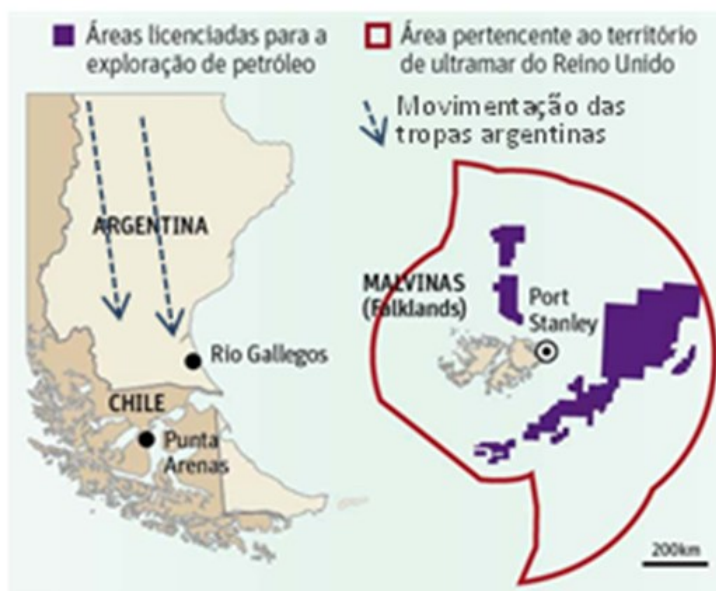 Áreas licenciadas para a
exploração de petróleo
Área pertencente ao território
de ultramar do Reino Unido
Movimentação das
tropas argentinas
ARGENTINA
MALVINAS
(Falklands)
Port
Stanley
Rio Gallegos
CHILE
Punta
Arenas
200km